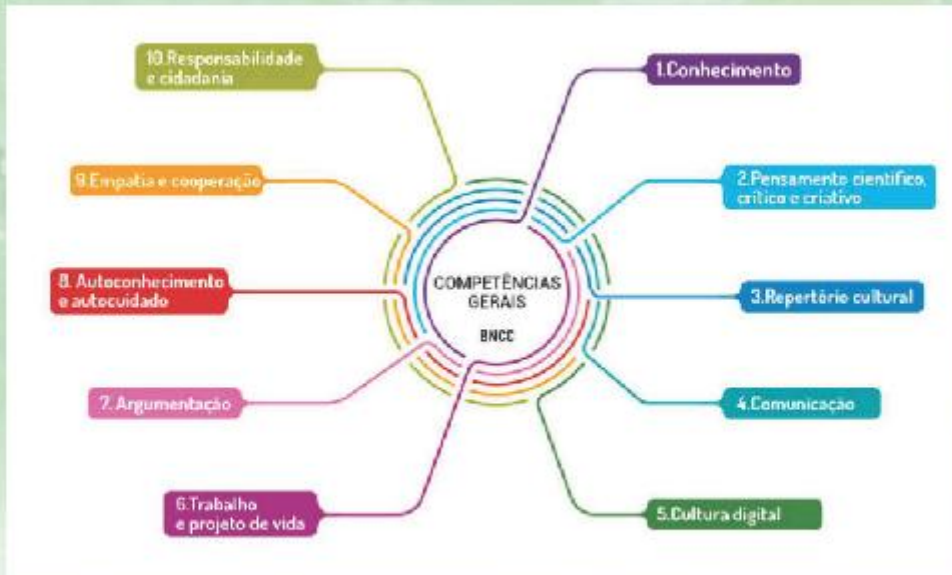 COMPETÊNCIAS
GERAIS
BNCC
1.Conhecimento
2.Pensamento científico,
crítico e criativo
3.Repertório cultural
4.Comunicação
5.Cultura digital
6.Trabalho
e projeto de vida
7. Argumentação
8. Autoconhecimento
e autocuidado
9.Empatia e cooperação
10.Responsabilidade
e cidadania